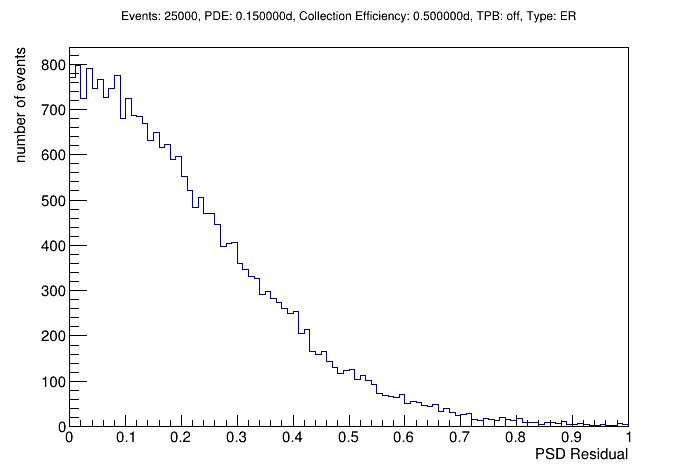 Events: 25000, PDE: 0.150000d, Collection Efficiency: 0.500000d, TPB: off, Type: ER
number of events
800
700
600
500
400
300
200
100
0
0 0.1 0.2 0.3 0.4 0.5 0.6 0.7 0.8 0.9 1
PSD Residual